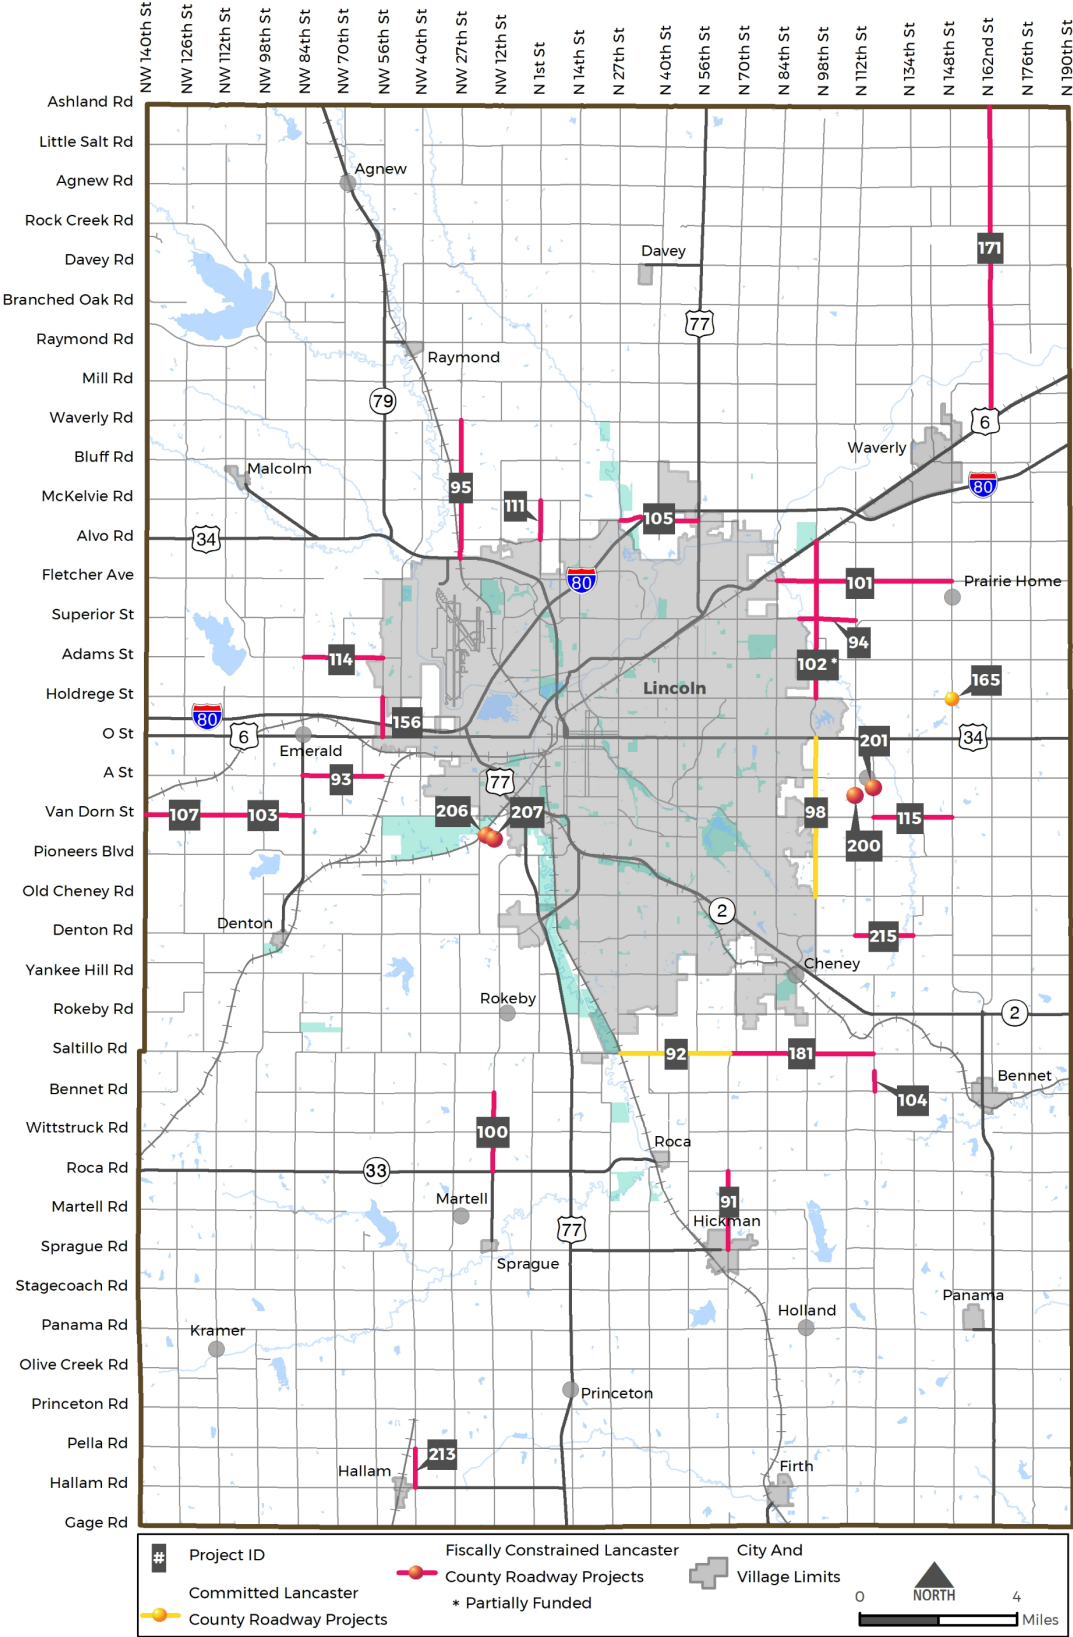 NW 140th St
NW 126th St
NW 112th St
NW 98th St
NW 84th St
NW 70th St
NW 56th St
NW 40th St
NW 27th St
NW 12th St
N 1st St
N 14th St
N 27th St
N 40th St
N 56th St
N 70th St
N 84th St
N 98th St
N 112th St
N 134th St
N 148th St
N 162nd St
N 176th St
N 190th St
Ashland Rd
Little Salt Rd
Agnew Rd
Agnew
Rock Creek Rd
171
Davey Rd
Davey
Branched Oak Rd
77
Raymond Rd
Raymond
Mill Rd
79
Waverly Rd
6
Waverly
Bluff Rd
Malcolm
95
80
McKelvie Rd
111
105
Alvo Rd
34
Fletcher Ave
80
101
Prairie Home
Superior St
94
Adams St
114
102 *
Holdrege St
Lincoln
165
80
156
O St
6
Emerald
201
34
A St
93
77
Van Dorn St
107
103
206
207
98
115
Pioneers Blvd
200
Old Cheney Rd
2
Denton Rd
Denton
215
Yankee Hill Rd
Cheney
Rokeby Rd
Rokeby
2
Saltillo Rd
92
181
Bennet Rd
Bennet
104
Wittstruck Rd
100
Roca
Roca Rd
33
Martell Rd
Martell
91
77
Hickman
Sprague Rd
Sprague
Stagecoach Rd
Panama
Panama Rd
Kramer
Holland
Olive Creek Rd
Princeton Rd
Princeton
Pella Rd
213
Hallam
Firth
Hallam Rd
Gage Rd
# Project ID
Committed Lancaster
County Roadway Projects
Fiscally Constrained Lancaster
County Roadway Projects
* Partially Funded
City And
Village Limits
NORTH
0
4
Miles